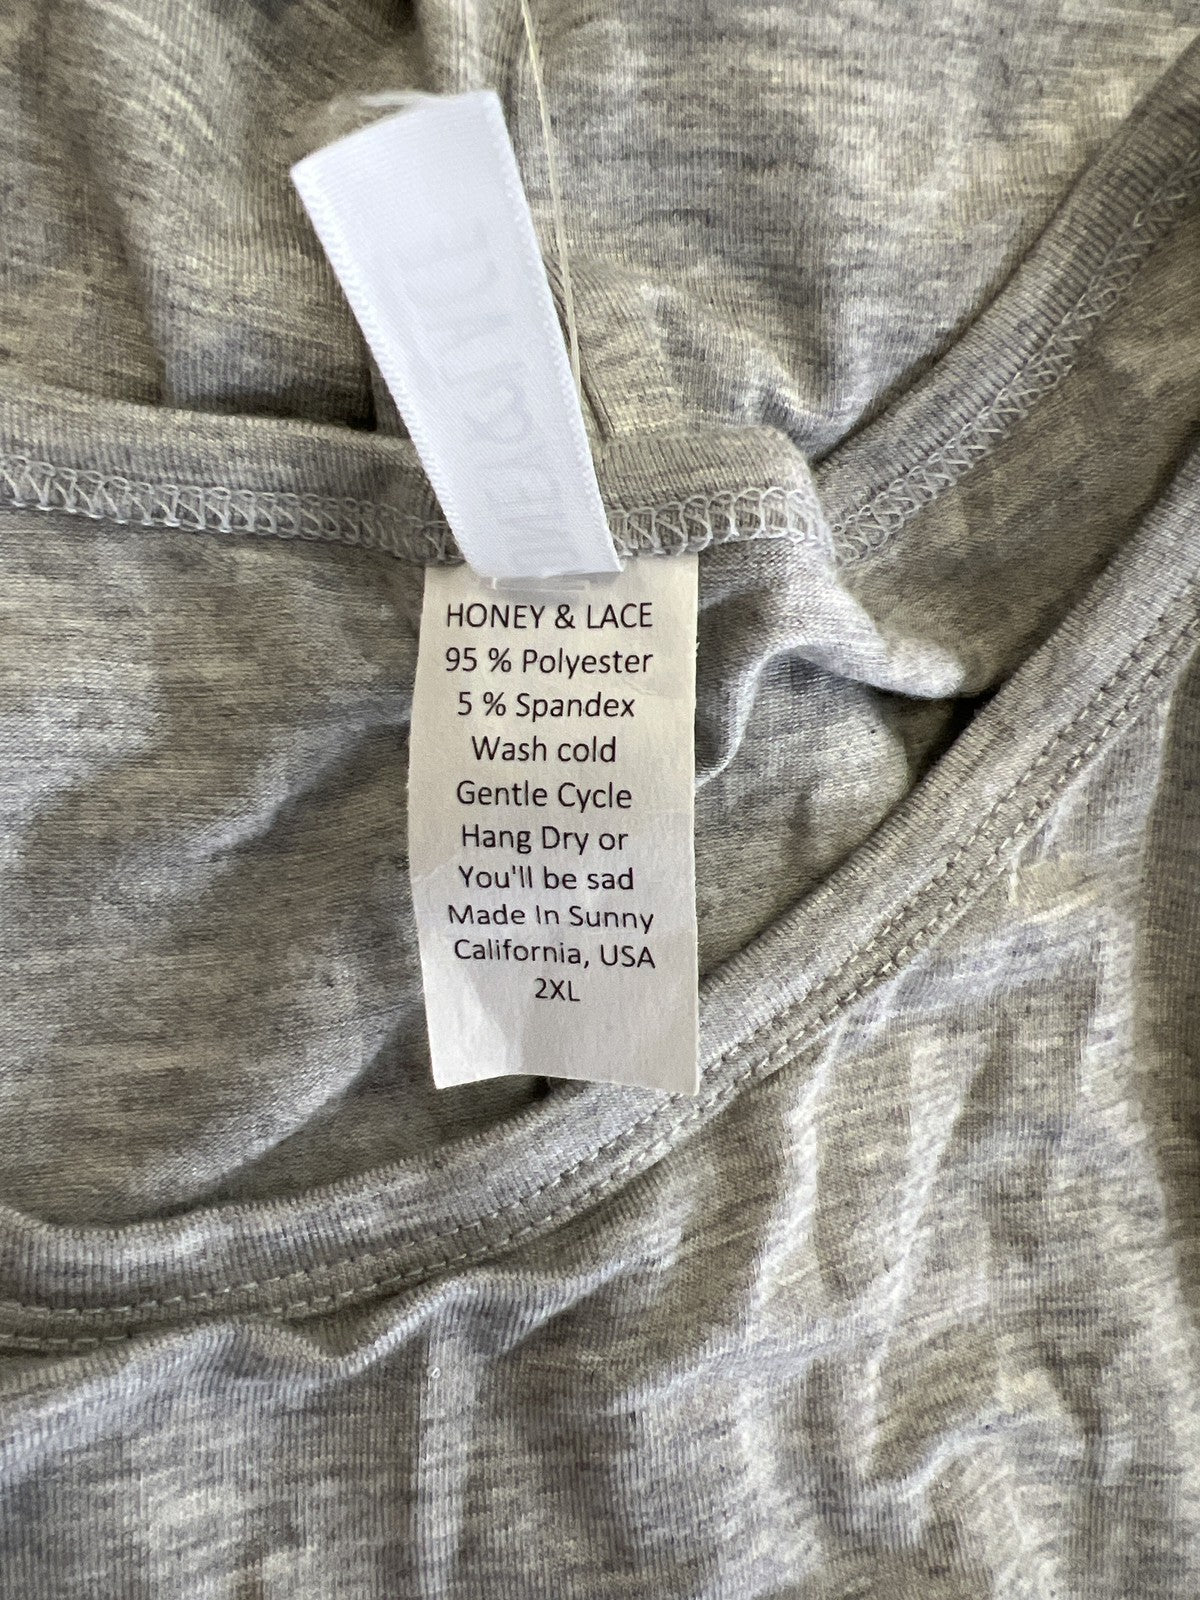 HONEY & LACE
95 % Polyester
5 % Spandex
Wash cold
Gentle Cycle
Hang Dry or
You'll be sad
Made In Sunny
California, USA
2XL